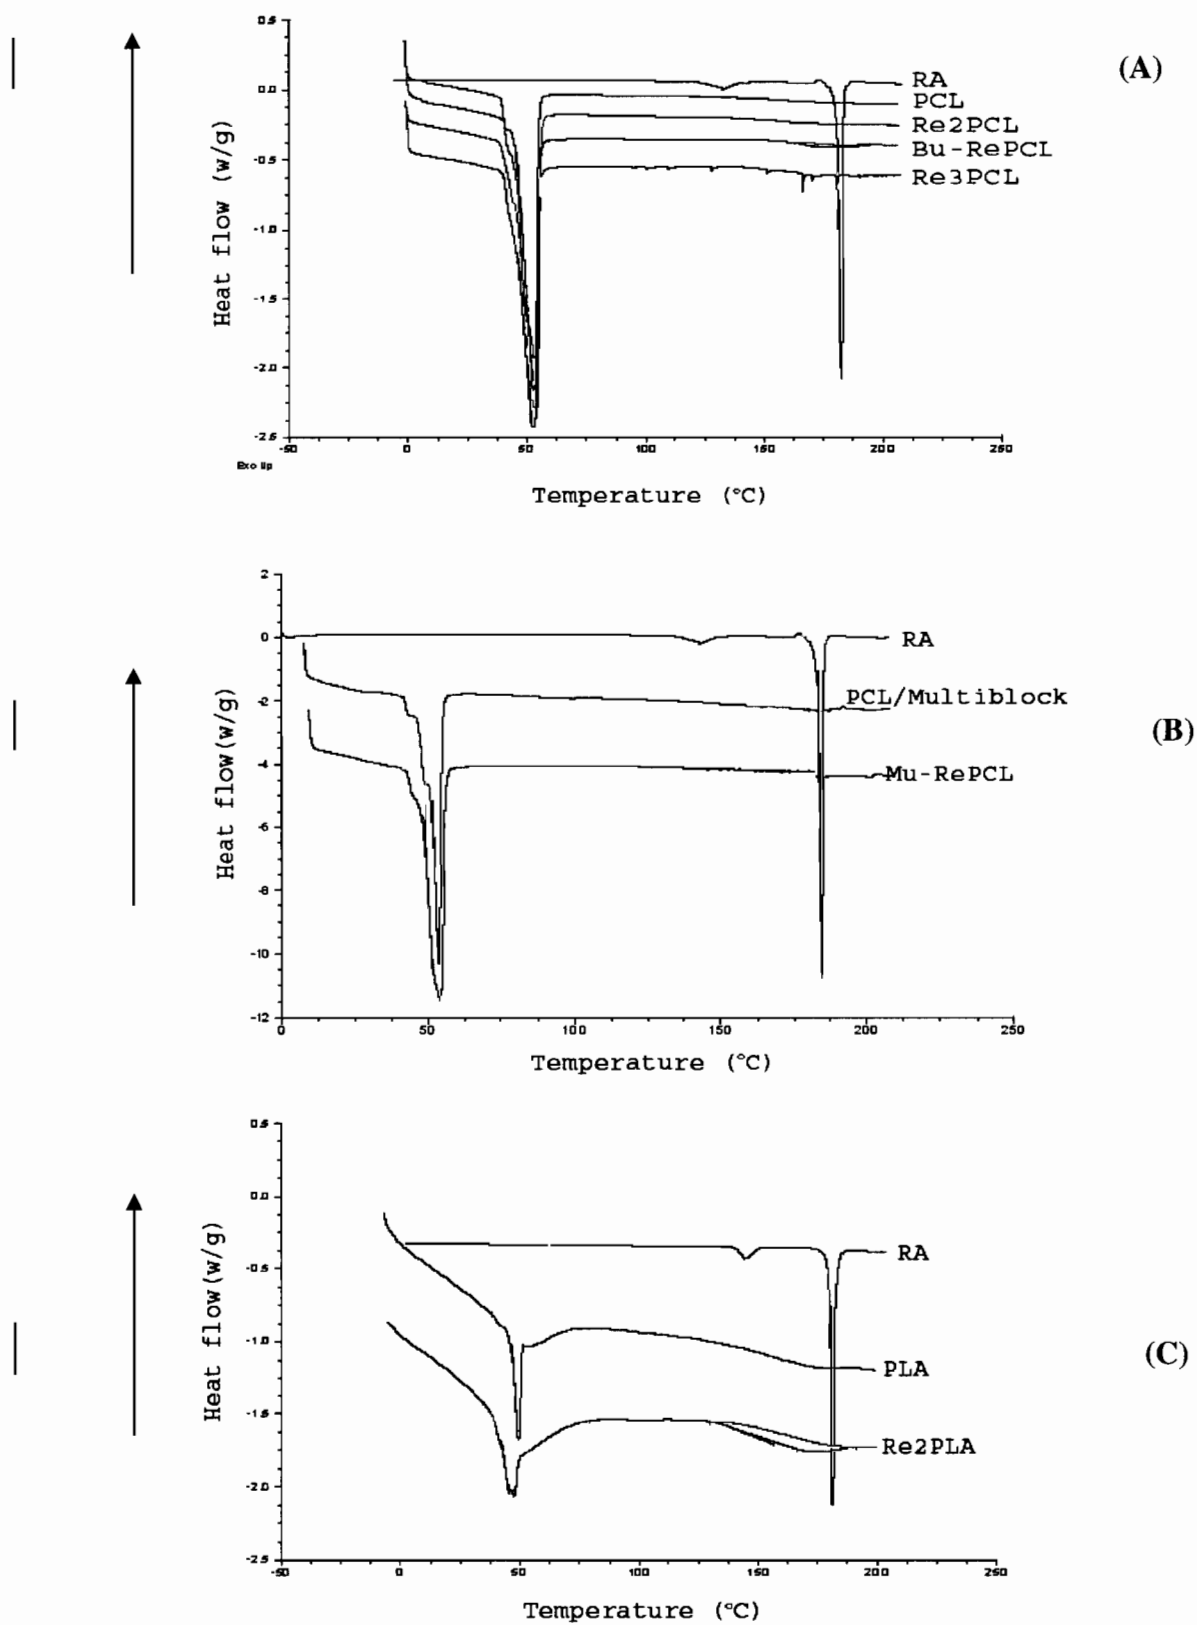 (A)
0.5
0.0
-0.5
-1.0
-1.5
-2.0
-2.5
Heat flow (w/g)
RA
PCL
Re2PCL
Bu-RePCL
Re3PCL
-50 0 50 100 150 200 250
Exo Up
Temperature (°C)
(B)
2
0
-2
-4
-6
-8
-10
-12
Heat flow(w/g)
RA
PCL/Multiblock
Mu-RePCL
0 50 100 150 200 250
Temperature (°C)
(C)
0.5
0.0
-0.5
-1.0
-1.5
-2.0
-2.5
Heat flow(w/g)
RA
PLA
Re2PLA
-50 0 50 100 150 200 250
Temperature (°C)